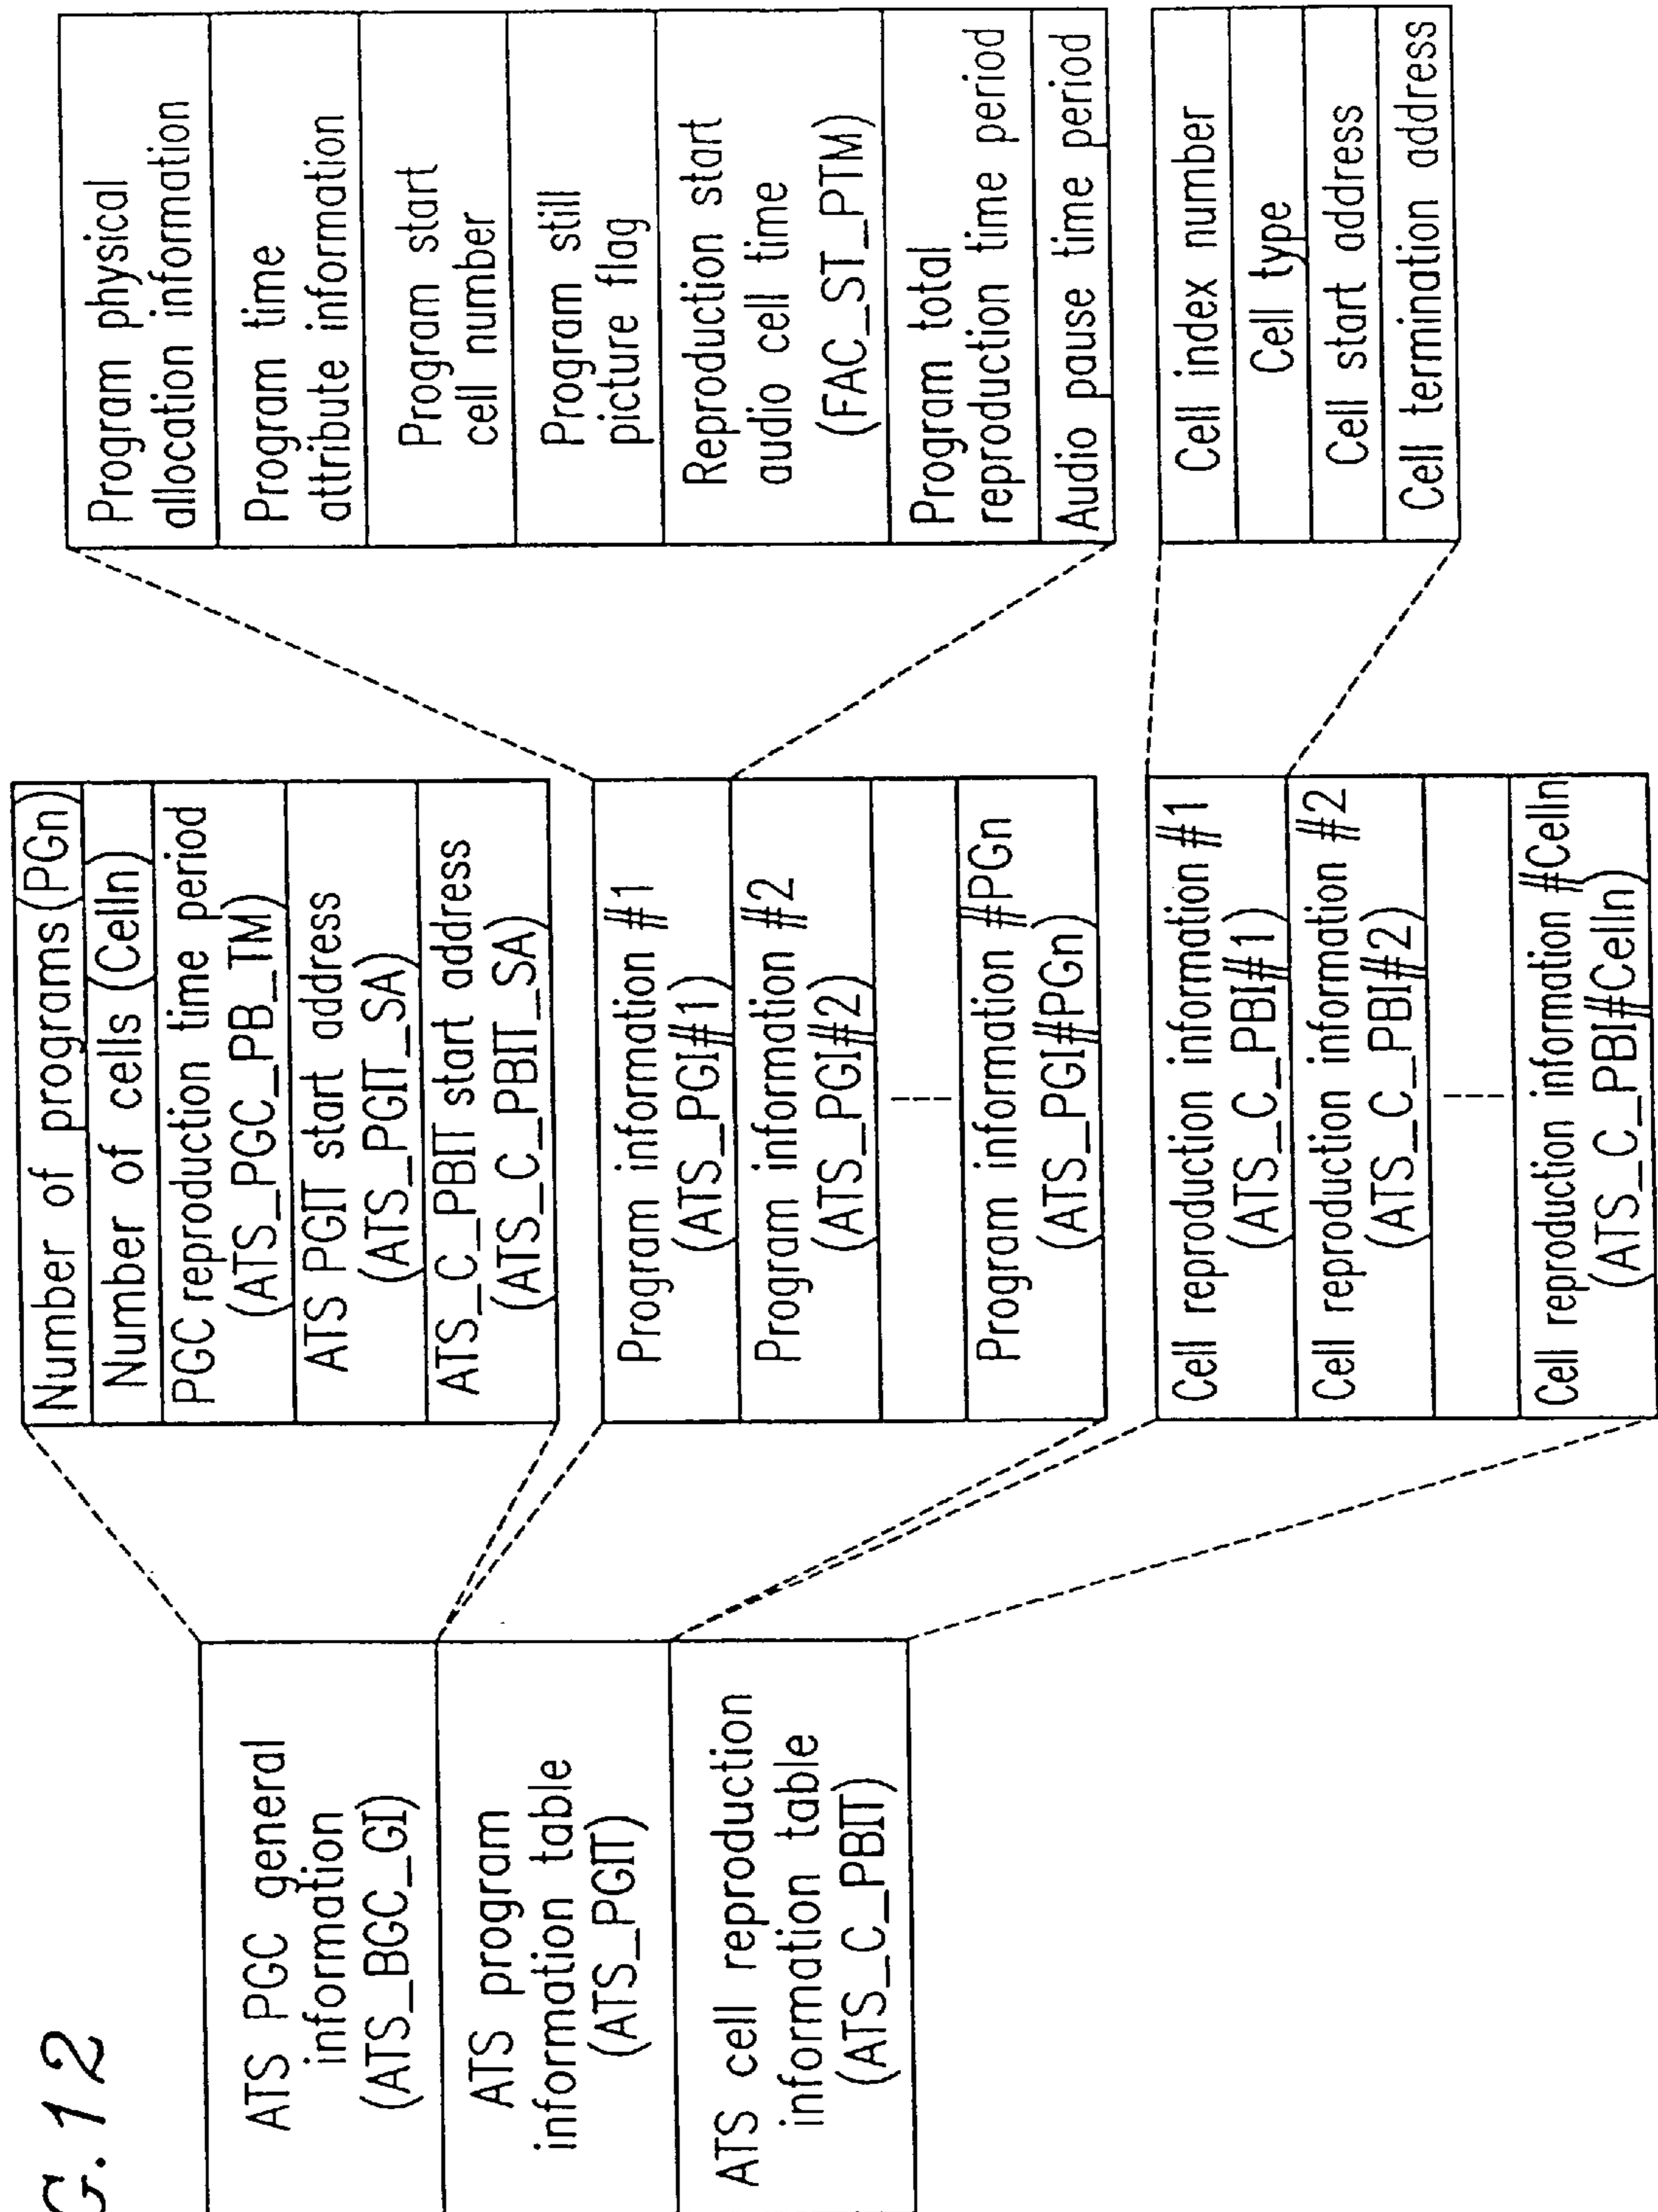 G. 12
ATS PGC general
information
(ATS_BGC_GI)
ATS program
information table
(ATS_PGIT)
ATS cell reproduction
information table
(ATS_C_PBIT)
Number of programs(PGn)
Number of cells (Celln)
PGC reproduction time period
(ATS_PGC_PB_TM)
ATS PGIT start address
(ATS_PGIT_SA)
ATS_C_PBIT start address
(ATS_C_PBIT_SA)
Program information #1
(ATS_PGI#1)
Program information #2
(ATS_PGI#2)
Program information #PGn
(ATS_PGI#PGn)
Cell reproduction information #1
(ATS_C_PBI#1)
Cell reproduction information #2
(ATS_C_PBI#2)
Cell reproduction information #Celln
(ATS_C_PBI#Celln)
Program physical
allocation information
Program time
attribute information
Program start
cell number
Program still
picture flag
Reproduction start
audio cell time
(FAC_ST_PTM)
Program total
reproduction time period
Audio pause time period
Cell index number
Cell type
Cell start address
Cell termination address